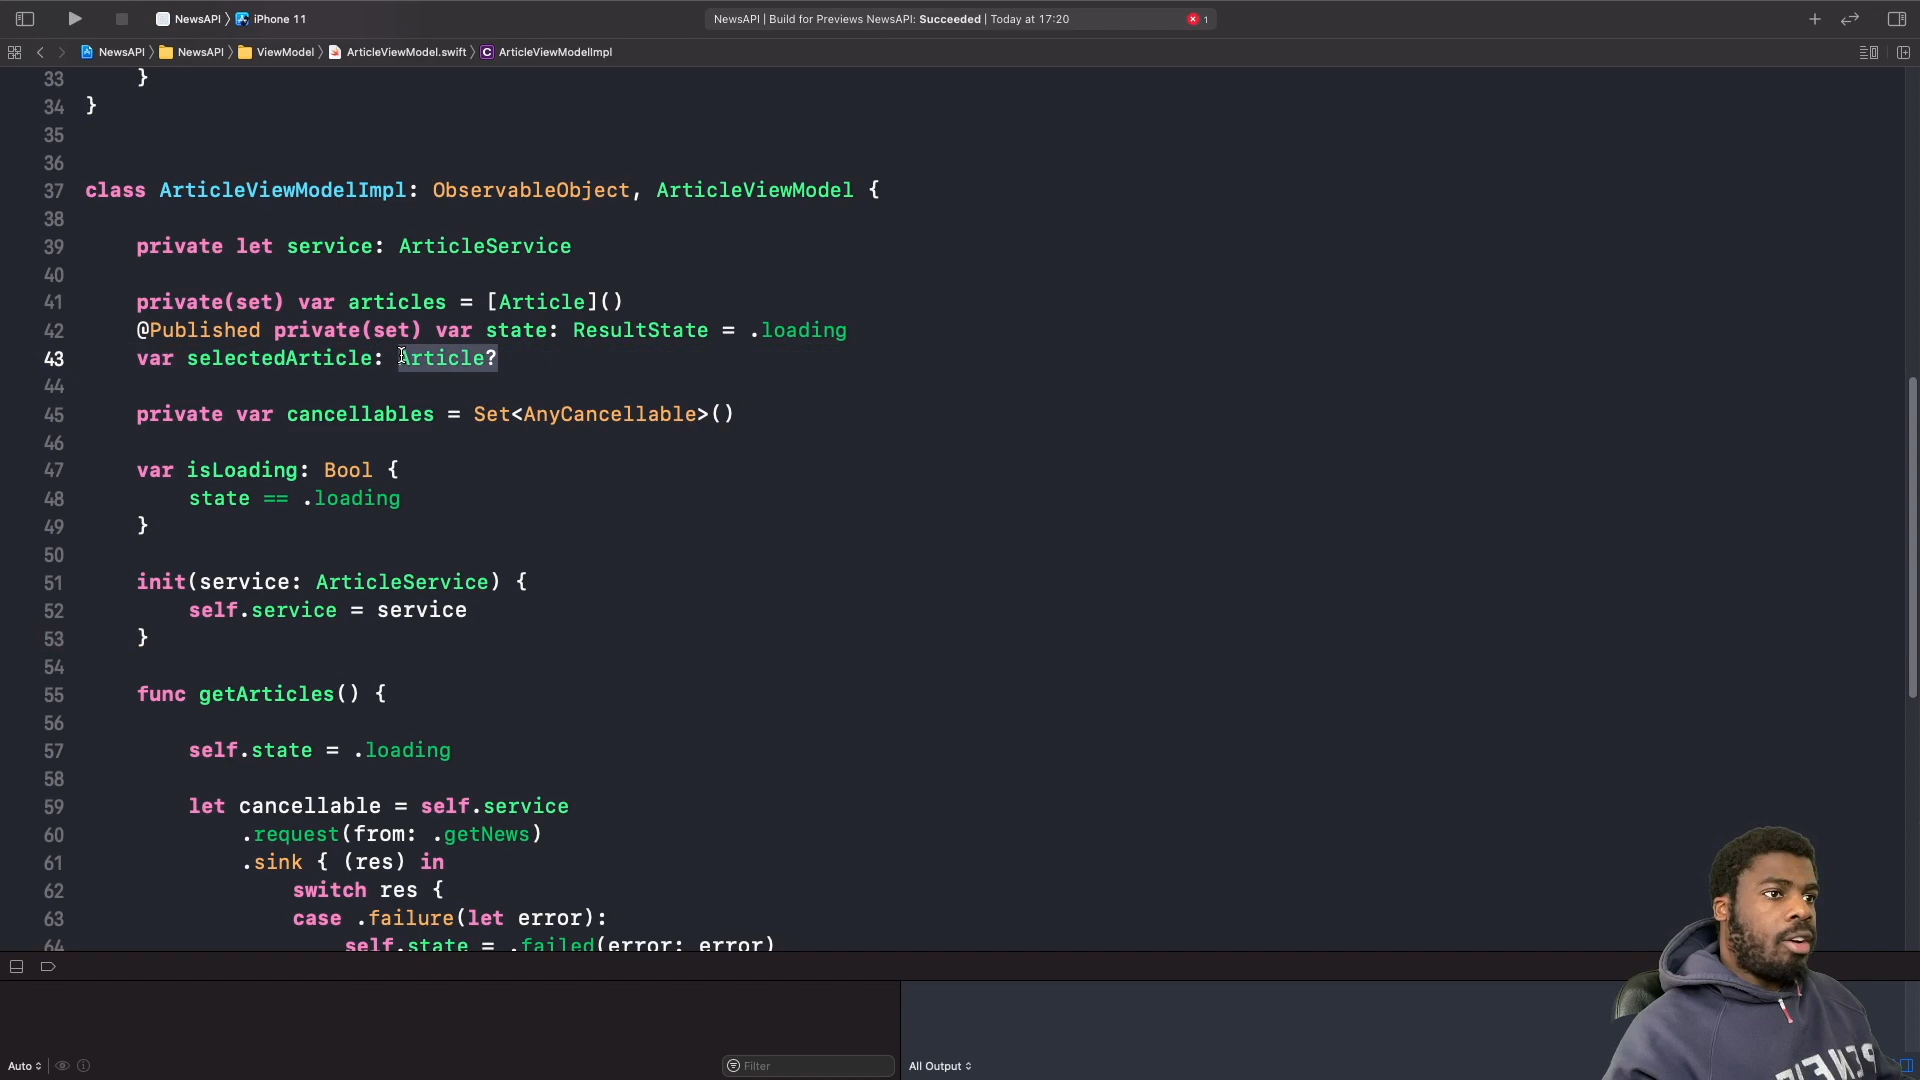 NewsAPI iPhone 11
NewsAPI | Build for Previews NewsAPI: Succeeded | Today at 17:20
1
NewsAPI NewsAPI ViewModel ArticleViewModel.swift C ArticleViewModelImpl
33 }
34 }
35
36
37 class ArticleViewModelImpl: ObservableObject, ArticleViewModel {
38
39 private let service: ArticleService
40
41 private(set) var articles = [Article]()
42 @Published private(set) var state: ResultState = .loading
43 var selectedArticle: Article?
44
45 private var cancellables = Set<AnyCancellable>()
46
47 var isLoading: Bool {
48 state == .loading
49 }
50
51 init(service: ArticleService) {
52 self.service = service
53 }
54
55 func getArticles() {
56
57 self.state = .loading
58
59 let cancellable = self.service
60 .request(from: .getNews)
61 .sink { (res) in
62 switch res {
63 case .failure(let error):
64 self.state = .failed(error: error)
Auto
Filter
All Output